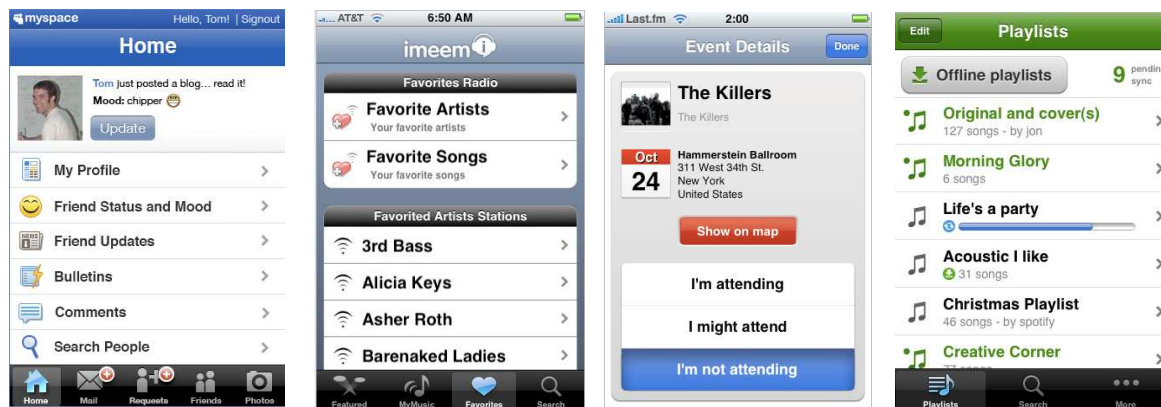 myspace
Hello, Tom! | Signout
Home
Tom just posted a blog... read it!
Mood: chipper
Update
My Profile
Friend Status and Mood
Friend Updates
Bulletins
Comments
Search People
Home Mail Requests Friends Photos
AT&T 6:50 AM
imeem
Favorites Radio
Favorite Artists
Your favorite artists
Favorite Songs
Your favorite songs
Favorited Artists Stations
3rd Bass
Alicia Keys
Asher Roth
Barenaked Ladies
Featured MyMusic Favorites Search
Last.fm 2:00
Event Details
Done
The Killers
The Killers
Oct
24
Hammerstein Ballroom
311 West 34th St.
New York
United States
Show on map
I'm attending
I might attend
I'm not attending
Edit
Playlists
Offline playlists
9 pendin
sync
Original and cover(s)
127 songs - by jon
Morning Glory
6 songs
Life's a party
Acoustic I like
31 songs
Christmas Playlist
46 songs - by spotify
Creative Corner
Playlists Search More